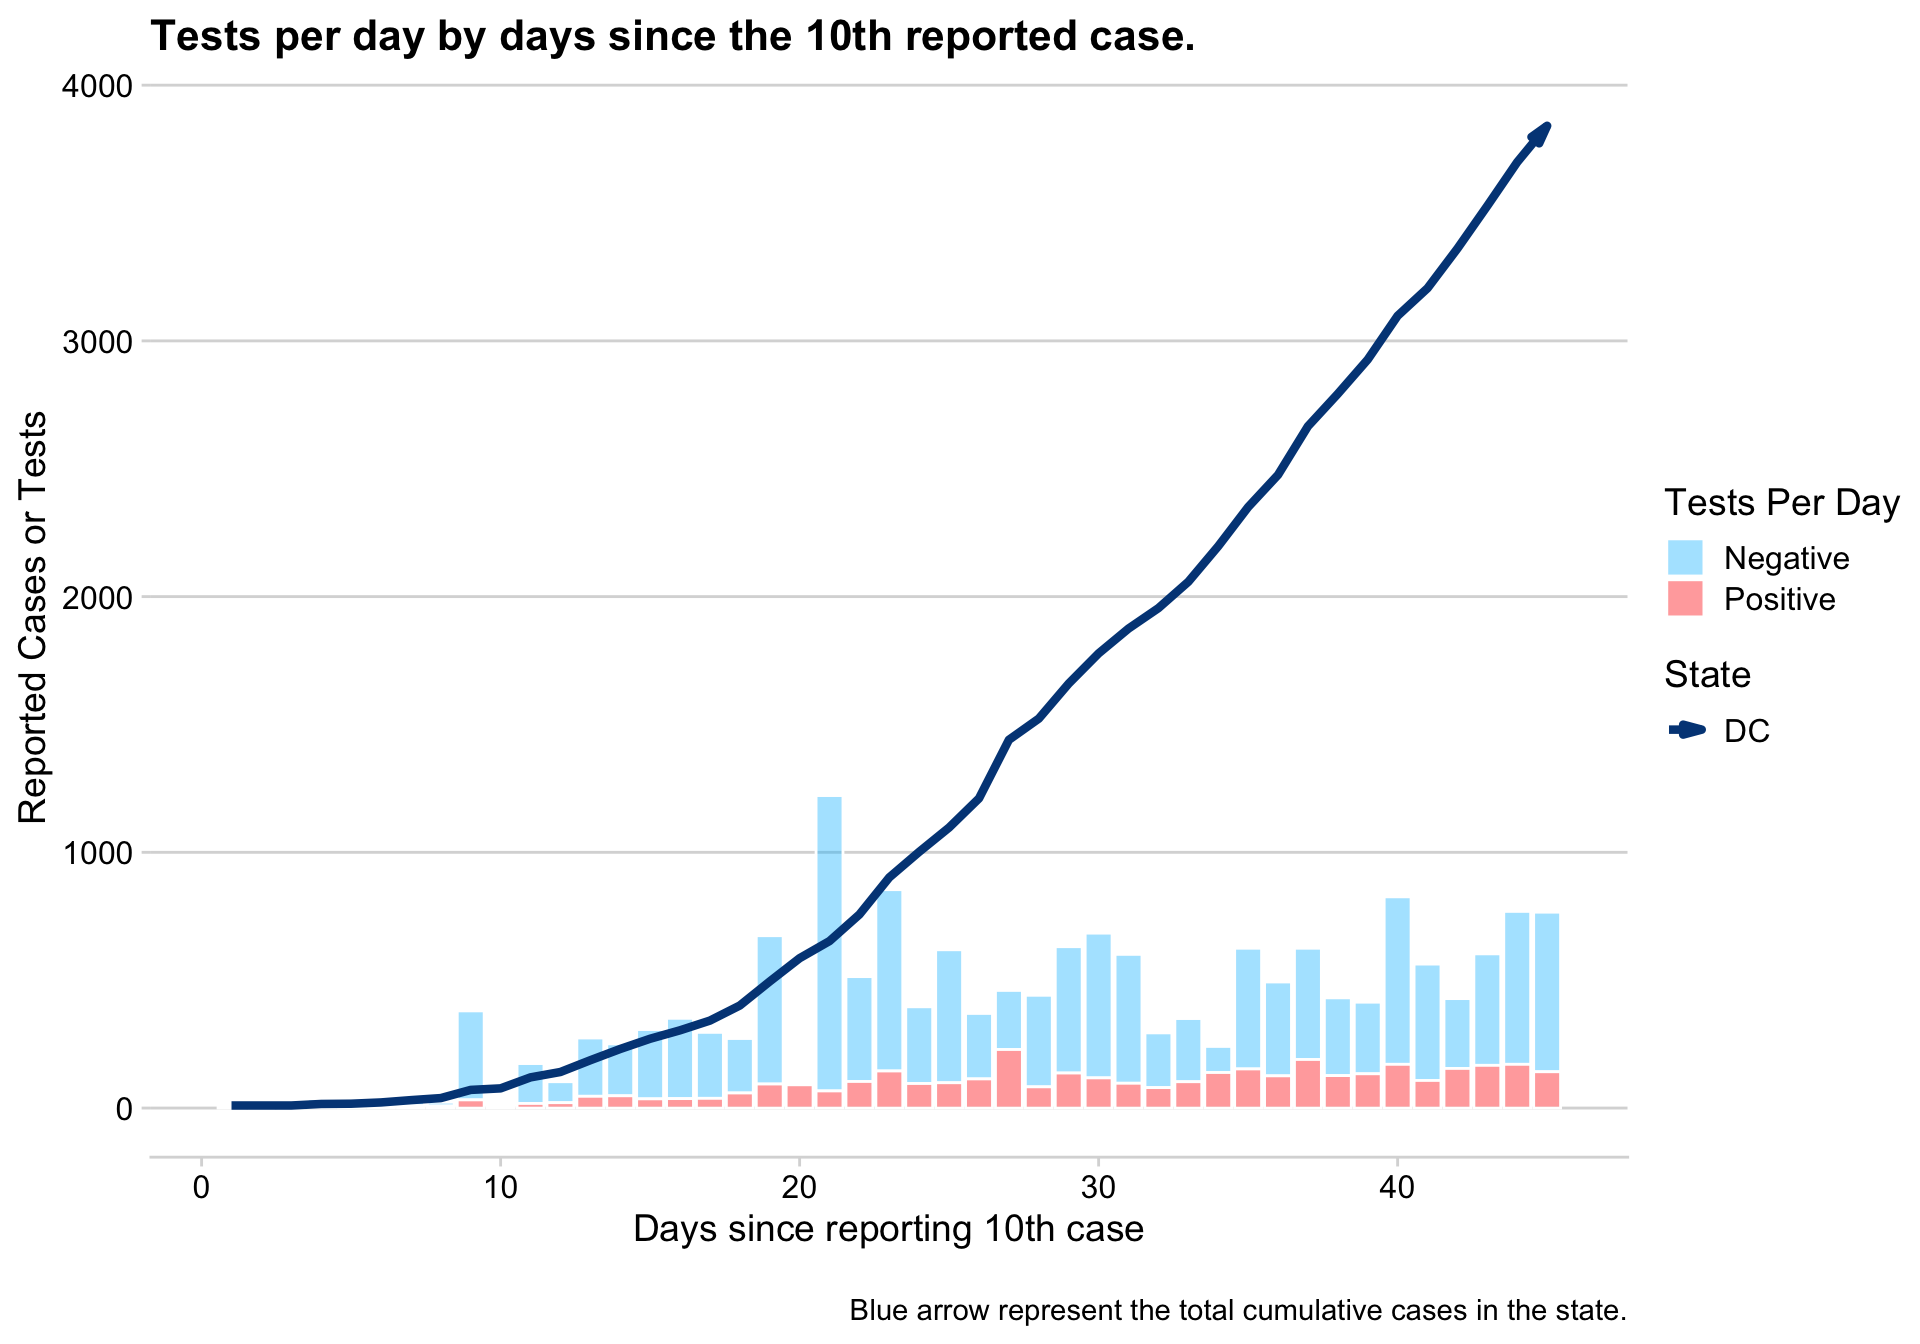 Tests per day by days since the 10th reported case.
4000
3000
2000
1000
0
Reported Cases or Tests
0 10 20 30 40
Days since reporting 10th case
Tests Per Day
Negative
Positive
State
DC
Blue arrow represent the total cumulative cases in the state.